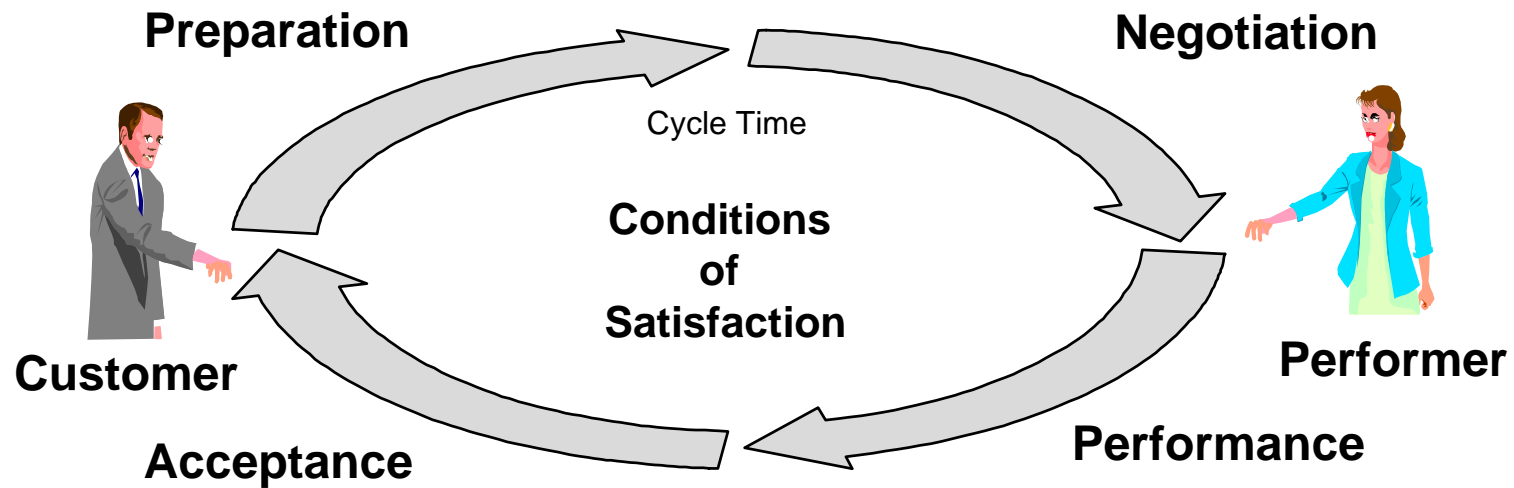 Preparation
Negotiation
Cycle Time
Conditions
of
Satisfaction
Customer
Performer
Acceptance
Performance